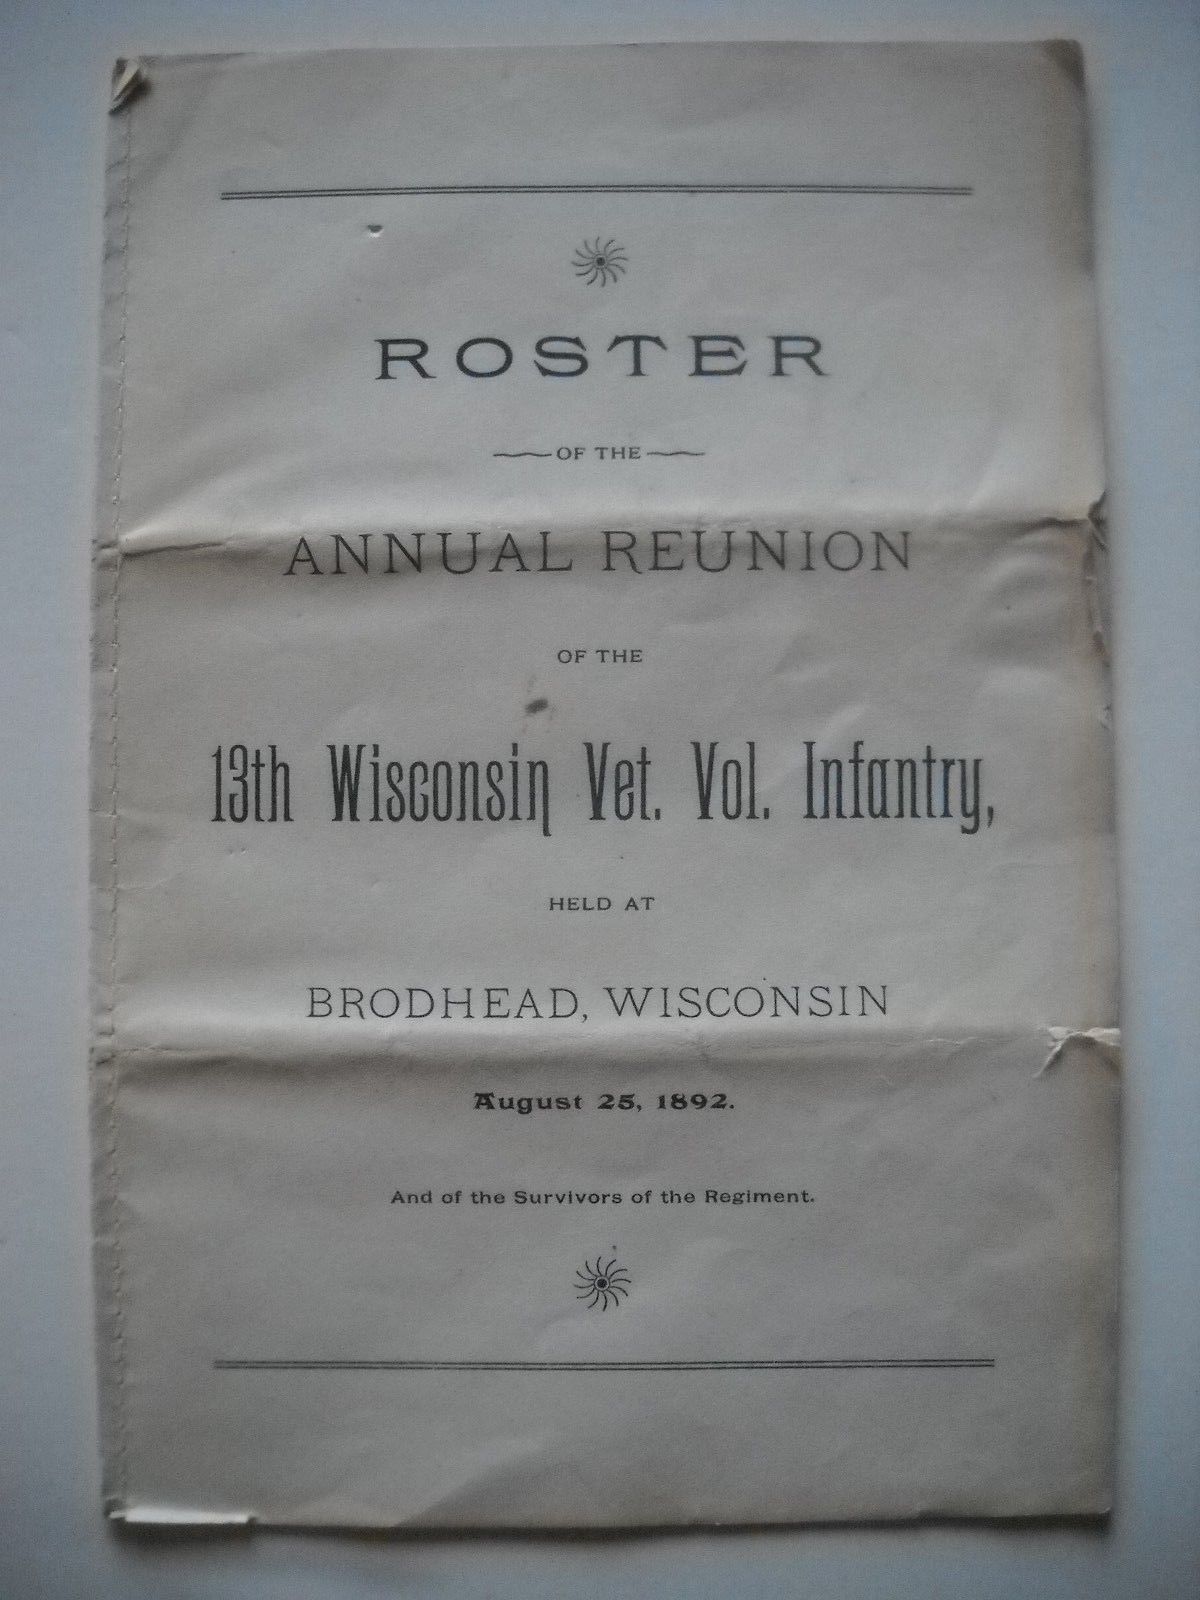 ROSTER
OF THE
ANNUAL REUNION
OF THE
13th Wisconsin Vet. Vol. Infantry,
HELD AT
BRODHEAD, WISCONSIN
August 25, 1892.
And of the Survivors of the Regiment.